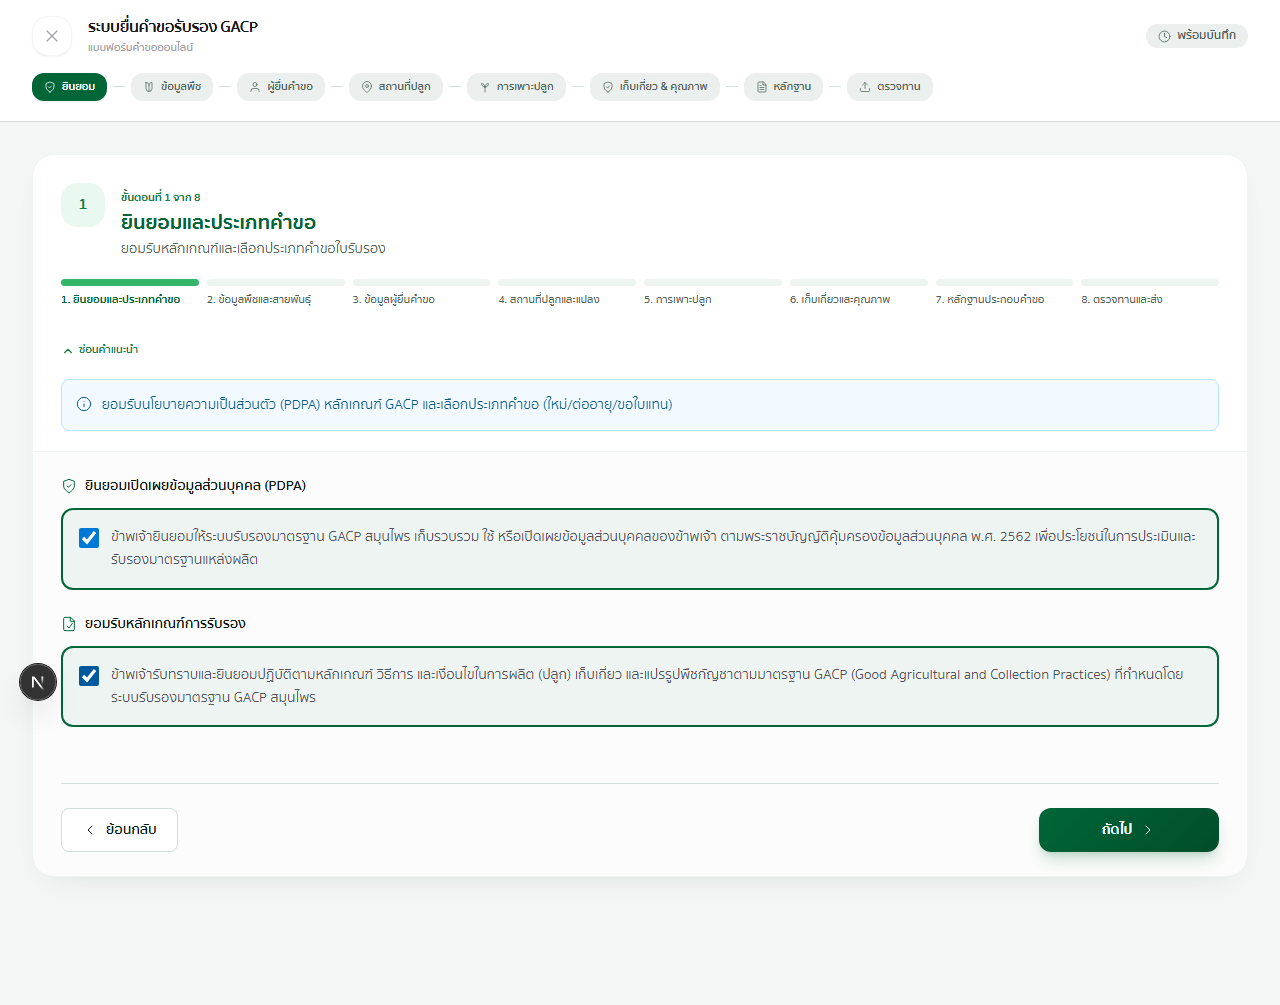 ระบบยื่นคำขอรับรอง GACP
แบบฟอร์มคำขอออนไลน์
พร้อมบันทึก
ยินยอม
ข้อมูลพืช
ผู้ยื่นคำขอ
สถานที่ปลูก
การเพาะปลูก
เก็บเกี่ยว & คุณภาพ
หลักฐาน
ตรวจทาน
1
ขั้นตอนที่ 1 จาก 8
ยินยอมและประเภทคำขอ
ยอมรับหลักเกณฑ์และเลือกประเภทคำขอใบรับรอง
1. ยินยอมและประเภทคำขอ
2. ข้อมูลพืชและสายพันธุ์
3. ข้อมูลผู้ยื่นคำขอ
4. สถานที่ปลูกและแปลง
5. การเพาะปลูก
6. เก็บเกี่ยวและคุณภาพ
7. หลักฐานประกอบคำขอ
8. ตรวจทานและส่ง
ซ่อนคำแนะนำ
ยอมรับนโยบายความเป็นส่วนตัว (PDPA) หลักเกณฑ์ GACP และเลือกประเภทคำขอ (ใหม่/ต่ออายุ/ขอใบแทน)
ยินยอมเปิดเผยข้อมูลส่วนบุคคล (PDPA)
ข้าพเจ้ายินยอมให้ระบบรับรองมาตรฐาน GACP สมุนไพร เก็บรวบรวม ใช้ หรือเปิดเผยข้อมูลส่วนบุคคลของข้าพเจ้า ตามพระราชบัญญัติคุ้มครองข้อมูลส่วนบุคคล พ.ศ. 2562 เพื่อประโยชน์ในการประเมินและ
รับรองมาตรฐานแหล่งผลิต
ยอมรับหลักเกณฑ์การรับรอง
ข้าพเจ้ารับทราบและยินยอมปฏิบัติตามหลักเกณฑ์ วิธีการ และเงื่อนไขในการผลิต (ปลูก) เก็บเกี่ยว และแปรรูปพืชกัญชาตามมาตรฐาน GACP (Good Agricultural and Collection Practices) ที่กำหนดโดย
ระบบรับรองมาตรฐาน GACP สมุนไพร
N
ย้อนกลับ
ถัดไป